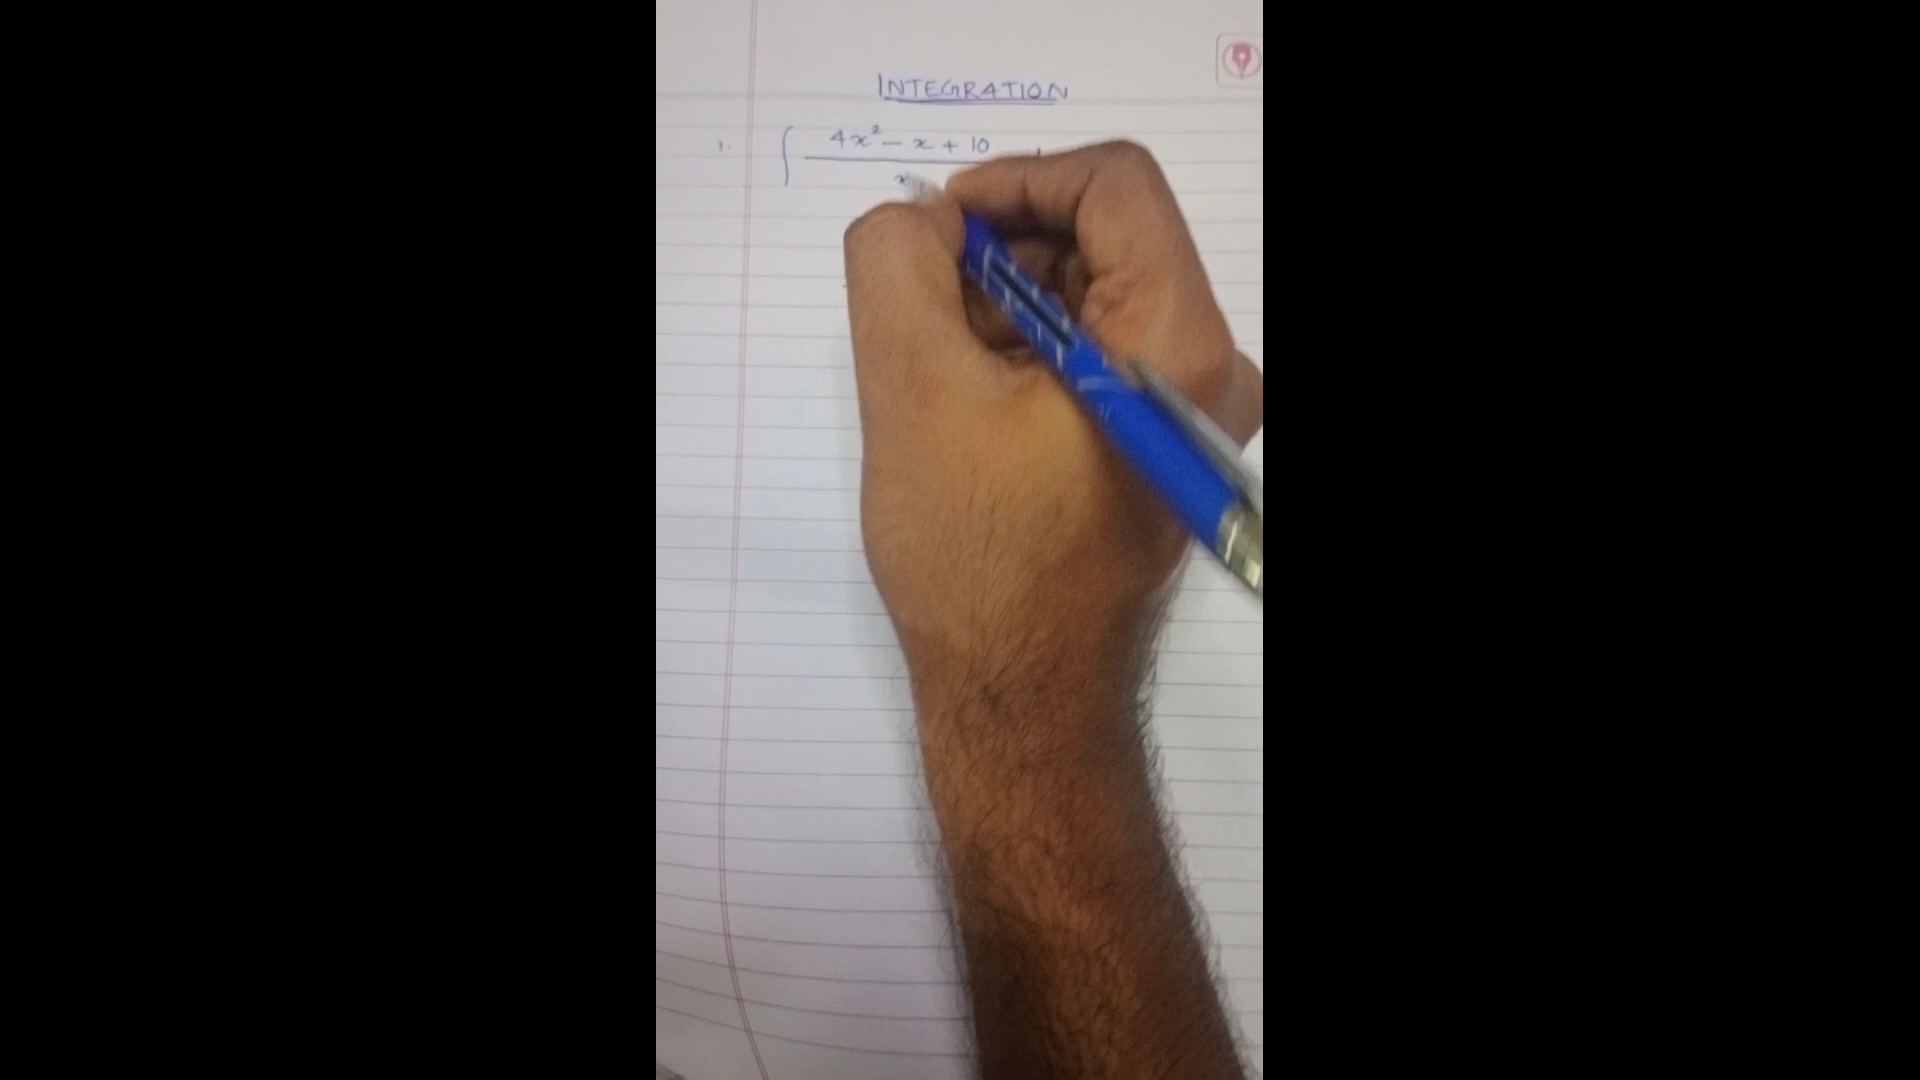 INTEGRATION
1. ∫ 4x² - x + 10
x